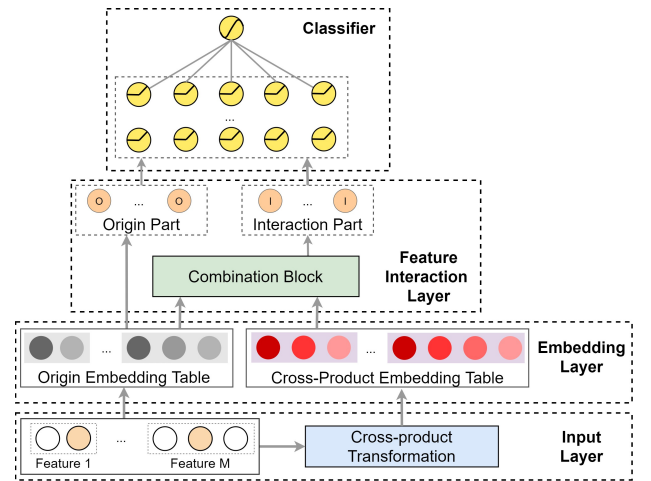 Classifier
...
O ... O
I ... I
Origin Part
Interaction Part
Combination Block
Feature
Interaction
Layer
...
...
Origin Embedding Table
Cross-Product Embedding Table
Embedding
Layer
...
Feature 1
Feature M
Cross-product
Transformation
Input
Layer